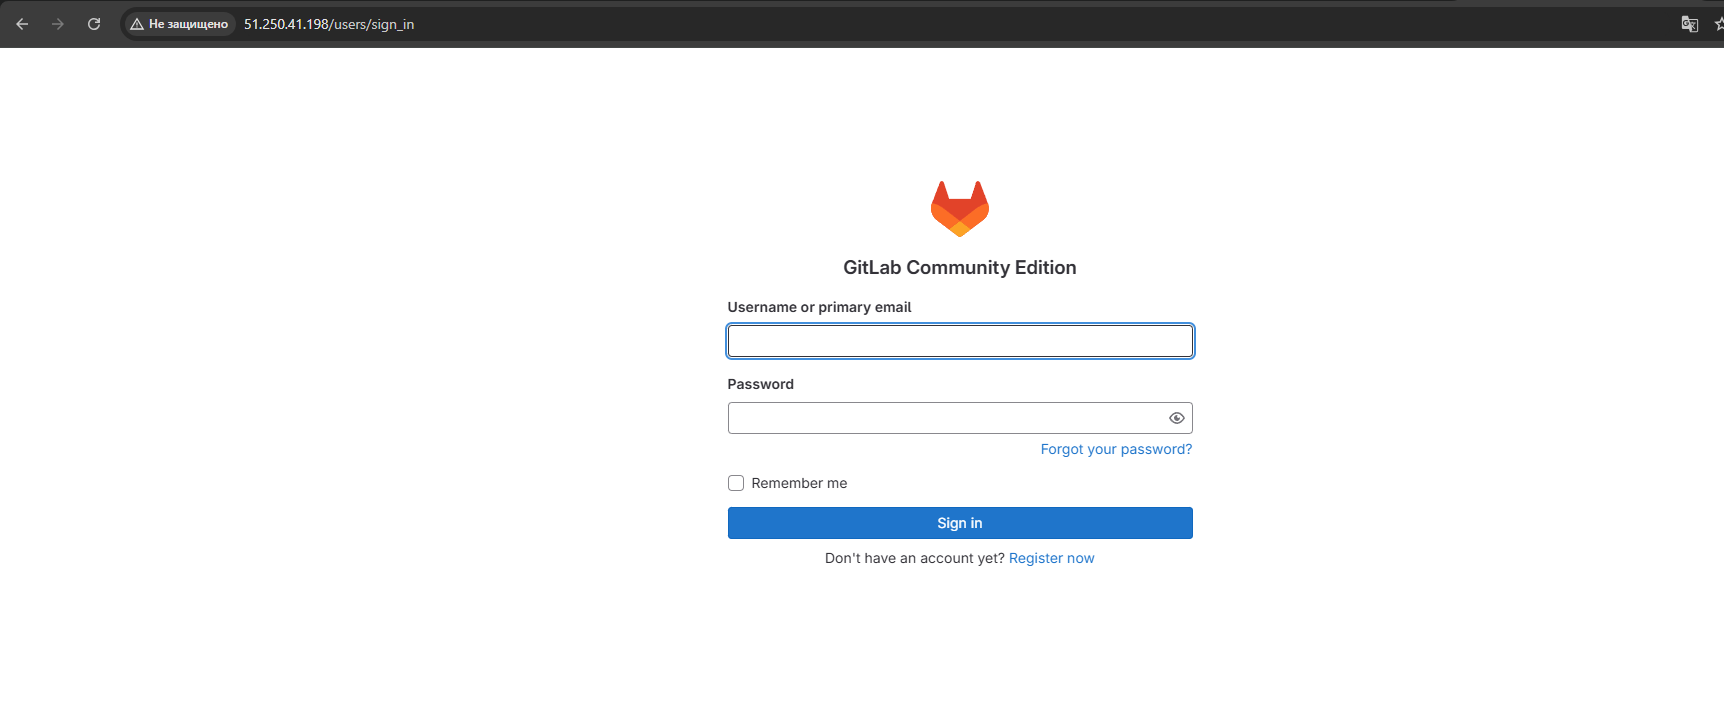 Не защищено 51.250.41.198/users/sign_in
GitLab Community Edition
Username or primary email
Password
Forgot your password?
Remember me
Sign in
Don't have an account yet? Register now